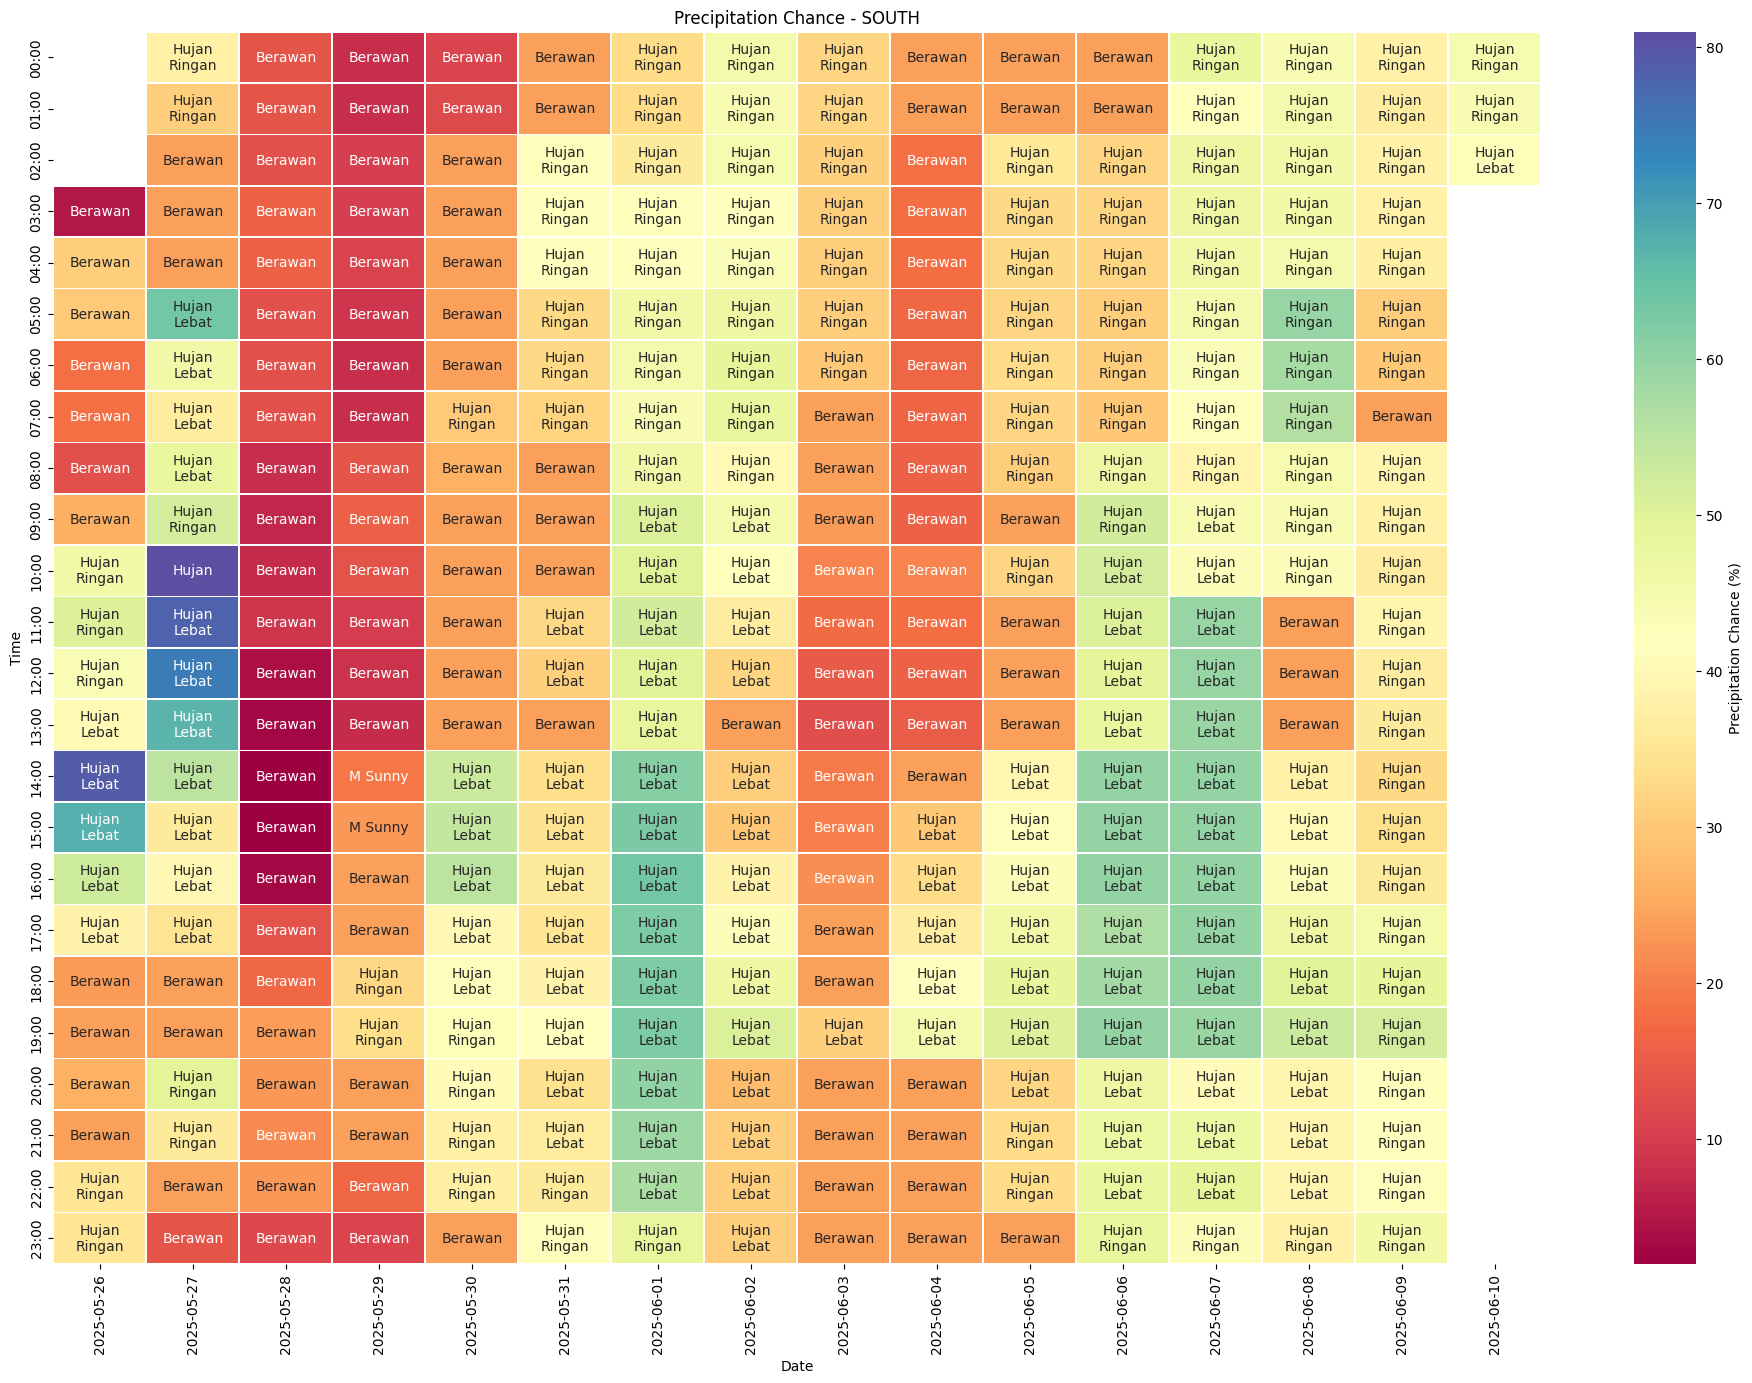 Precipitation Chance - SOUTH
00:00 Hujan Ringan Berawan Berawan Berawan Berawan Hujan Ringan Hujan Ringan Hujan Ringan Berawan Berawan Berawan Hujan Ringan Hujan Ringan Hujan Ringan Hujan Ringan
01:00 Hujan Ringan Berawan Berawan Berawan Berawan Hujan Ringan Hujan Ringan Hujan Ringan Berawan Berawan Berawan Hujan Ringan Hujan Ringan Hujan Ringan Hujan Ringan
02:00 Berawan Berawan Berawan Berawan Hujan Ringan Hujan Ringan Hujan Ringan Hujan Ringan Berawan Hujan Ringan Hujan Ringan Hujan Ringan Hujan Ringan Hujan Ringan Hujan Lebat
03:00 Berawan Berawan Berawan Berawan Berawan Hujan Ringan Hujan Ringan Hujan Ringan Hujan Ringan Berawan Hujan Ringan Hujan Ringan Hujan Ringan Hujan Ringan Hujan Ringan
04:00 Berawan Berawan Berawan Berawan Berawan Hujan Ringan Hujan Ringan Hujan Ringan Hujan Ringan Berawan Hujan Ringan Hujan Ringan Hujan Ringan Hujan Ringan Hujan Ringan
05:00 Berawan Hujan Lebat Berawan Berawan Berawan Hujan Ringan Hujan Ringan Hujan Ringan Hujan Ringan Berawan Hujan Ringan Hujan Ringan Hujan Ringan Hujan Ringan Hujan Ringan
06:00 Berawan Hujan Lebat Berawan Berawan Berawan Hujan Ringan Hujan Ringan Hujan Ringan Hujan Ringan Berawan Hujan Ringan Hujan Ringan Hujan Ringan Hujan Ringan Hujan Ringan
07:00 Berawan Hujan Lebat Berawan Berawan Hujan Ringan Hujan Ringan Hujan Ringan Hujan Ringan Berawan Berawan Hujan Ringan Hujan Ringan Hujan Ringan Hujan Ringan Berawan
08:00 Berawan Hujan Lebat Berawan Berawan Berawan Berawan Hujan Ringan Hujan Ringan Berawan Berawan Hujan Ringan Hujan Ringan Hujan Ringan Hujan Ringan Hujan Ringan
09:00 Berawan Hujan Ringan Berawan Berawan Berawan Berawan Hujan Lebat Hujan Lebat Berawan Berawan Berawan Hujan Ringan Hujan Lebat Hujan Ringan Hujan Ringan
10:00 Hujan Ringan Hujan Berawan Berawan Berawan Berawan Hujan Lebat Hujan Lebat Berawan Berawan Hujan Ringan Hujan Lebat Hujan Lebat Hujan Ringan Hujan Ringan
11:00 Hujan Ringan Hujan Lebat Berawan Berawan Berawan Hujan Lebat Hujan Lebat Hujan Lebat Berawan Berawan Berawan Hujan Lebat Hujan Lebat Berawan Hujan Ringan
12:00 Hujan Ringan Hujan Lebat Berawan Berawan Berawan Hujan Lebat Hujan Lebat Hujan Lebat Berawan Berawan Berawan Hujan Lebat Hujan Lebat Berawan Hujan Ringan
13:00 Hujan Lebat Hujan Lebat Berawan Berawan Berawan Berawan Hujan Lebat Berawan Berawan Berawan Berawan Hujan Lebat Hujan Lebat Berawan Hujan Ringan
14:00 Hujan Lebat Hujan Lebat Berawan M Sunny Hujan Lebat Hujan Lebat Hujan Lebat Hujan Lebat Berawan Berawan Hujan Lebat Hujan Lebat Hujan Lebat Hujan Lebat Hujan Ringan
15:00 Hujan Lebat Hujan Lebat Berawan M Sunny Hujan Lebat Hujan Lebat Hujan Lebat Hujan Lebat Berawan Hujan Lebat Hujan Lebat Hujan Lebat Hujan Lebat Hujan Lebat Hujan Ringan
16:00 Hujan Lebat Hujan Lebat Berawan Berawan Hujan Lebat Hujan Lebat Hujan Lebat Hujan Lebat Berawan Hujan Lebat Hujan Lebat Hujan Lebat Hujan Lebat Hujan Lebat Hujan Ringan
17:00 Hujan Lebat Hujan Lebat Berawan Berawan Hujan Lebat Hujan Lebat Hujan Lebat Hujan Lebat Berawan Hujan Lebat Hujan Lebat Hujan Lebat Hujan Lebat Hujan Lebat Hujan Ringan
18:00 Berawan Berawan Berawan Hujan Ringan Hujan Lebat Hujan Lebat Hujan Lebat Hujan Lebat Berawan Hujan Lebat Hujan Lebat Hujan Lebat Hujan Lebat Hujan Lebat Hujan Ringan
19:00 Berawan Berawan Berawan Hujan Ringan Hujan Ringan Hujan Lebat Hujan Lebat Hujan Lebat Hujan Lebat Hujan Lebat Hujan Lebat Hujan Lebat Hujan Lebat Hujan Lebat Hujan Ringan
20:00 Berawan Hujan Ringan Berawan Berawan Hujan Ringan Hujan Lebat Hujan Lebat Hujan Lebat Berawan Berawan Hujan Lebat Hujan Lebat Hujan Lebat Hujan Lebat Hujan Ringan
21:00 Berawan Hujan Ringan Berawan Berawan Hujan Ringan Hujan Lebat Hujan Lebat Hujan Lebat Berawan Berawan Hujan Ringan Hujan Lebat Hujan Lebat Hujan Lebat Hujan Ringan
22:00 Hujan Ringan Berawan Berawan Berawan Hujan Ringan Hujan Ringan Hujan Lebat Hujan Lebat Berawan Berawan Hujan Ringan Hujan Lebat Hujan Lebat Hujan Lebat Hujan Ringan
23:00 Hujan Ringan Berawan Berawan Berawan Berawan Hujan Ringan Hujan Ringan Hujan Lebat Berawan Berawan Berawan Hujan Ringan Hujan Ringan Hujan Ringan Hujan Ringan
Time
2025-05-26 2025-05-27 2025-05-28 2025-05-29 2025-05-30 2025-05-31 2025-06-01 2025-06-02 2025-06-03 2025-06-04 2025-06-05 2025-06-06 2025-06-07 2025-06-08 2025-06-09 2025-06-10
Date
80
70
60
50
40
30
20
10
Precipitation Chance (%)